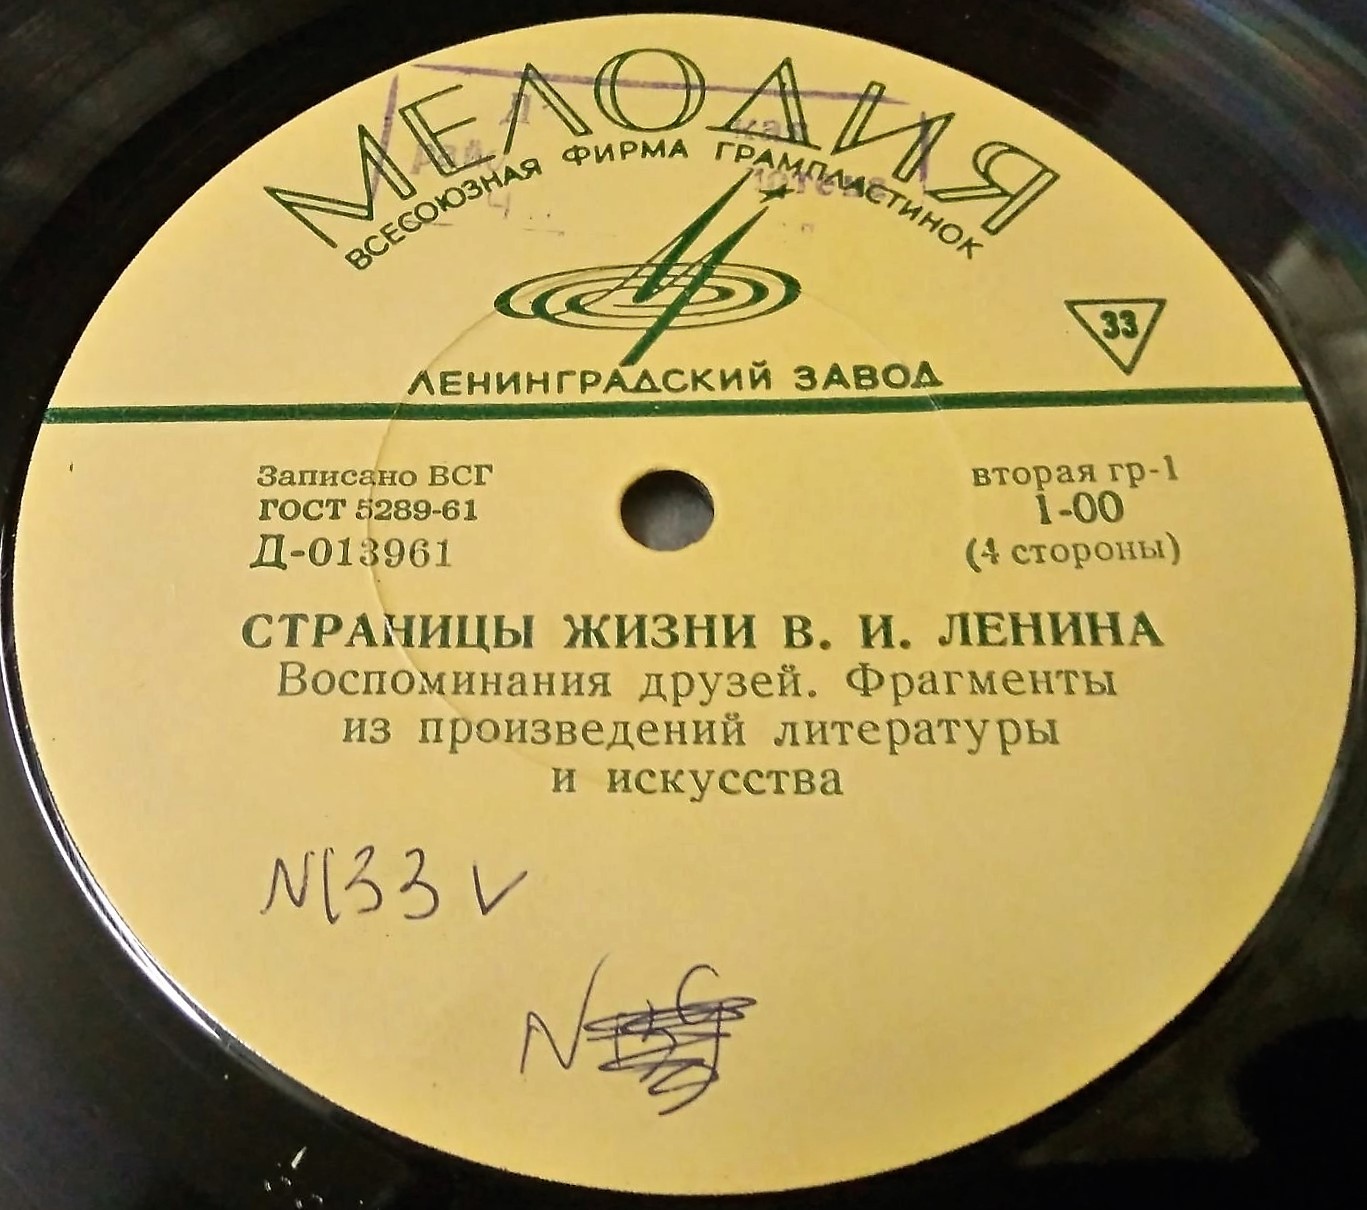 МЕЛОДИЯ
ВСЕСОЮЗНАЯ ФИРМА ГРАМПЛАСТИНОК
33
ЛЕНИНГРАДСКИЙ ЗАВОД
Записано ВСГ
ГОСТ 5289-61
Д-013961
вторая гр-1
1-00
(4 стороны)
СТРАНИЦЫ ЖИЗНИ В. И. ЛЕНИНА
Воспоминания друзей. Фрагменты
из произведений литературы
и искусства
N133 V
N